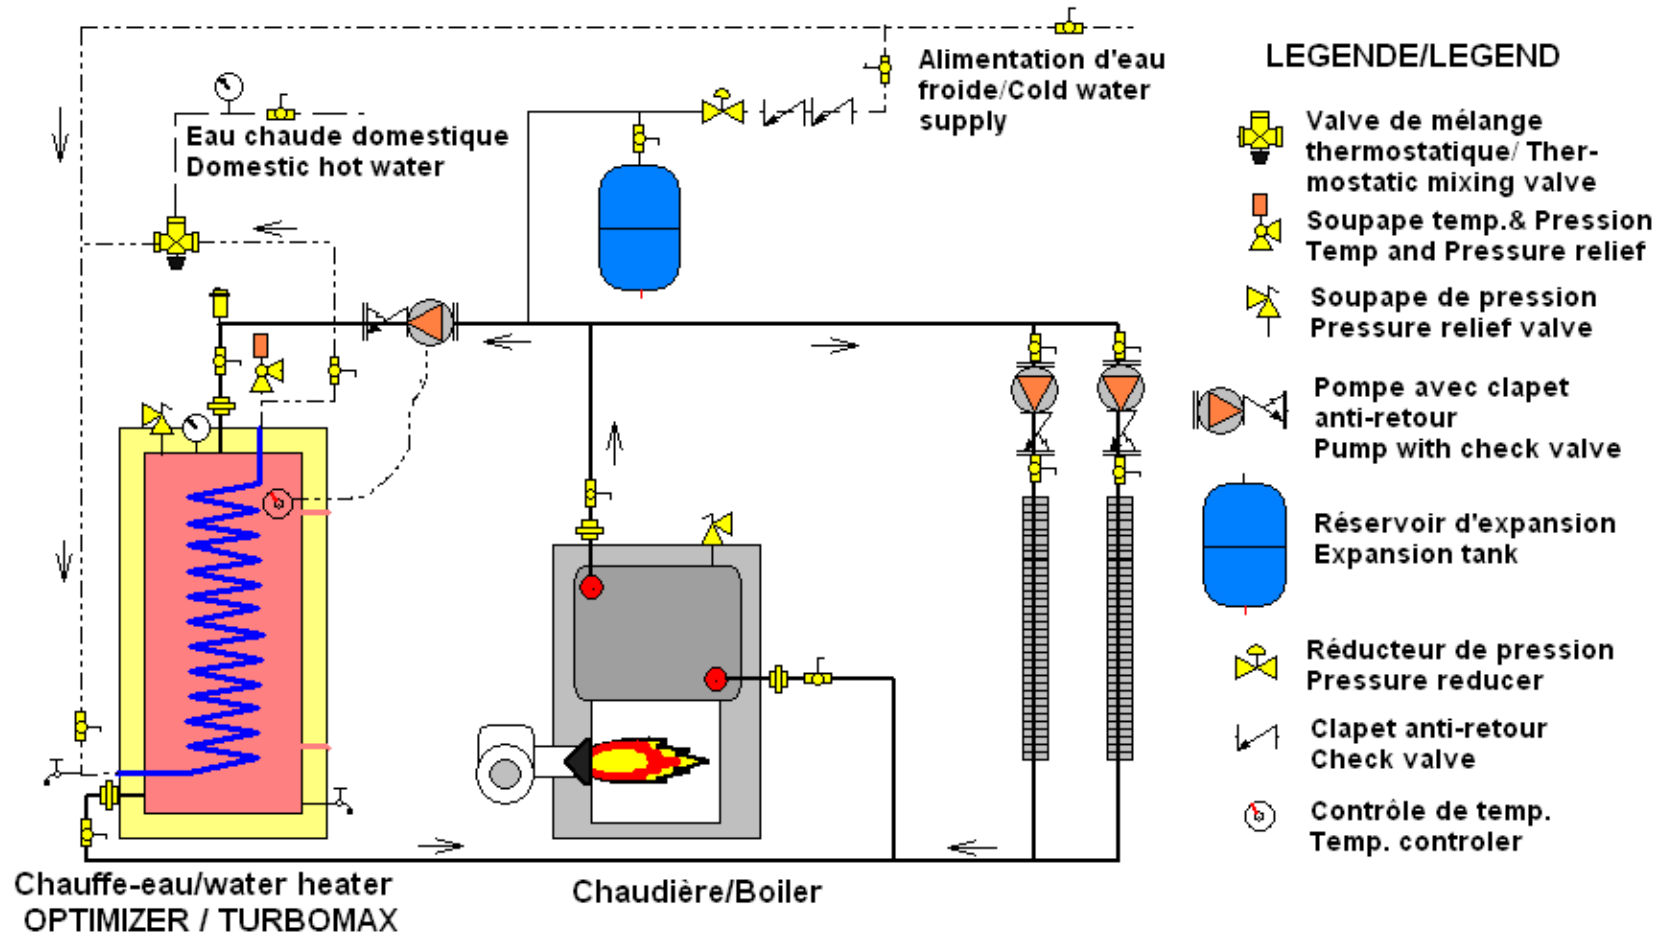 Alimentation d'eau
froide/Cold water
supply
Eau chaude domestique
Domestic hot water
Chauffe-eau/water heater
OPTIMIZER / TURBOMAX
Chaudière/Boiler
LEGENDE/LEGEND
Valve de mélange
thermostatique/ Ther-
mostatic mixing valve
Soupape temp.& Pression
Temp and Pressure relief
Soupape de pression
Pressure relief valve
Pompe avec clapet
anti-retour
Pump with check valve
Réservoir d'expansion
Expansion tank
Réducteur de pression
Pressure reducer
Clapet anti-retour
Check valve
Contrôle de temp.
Temp. controler